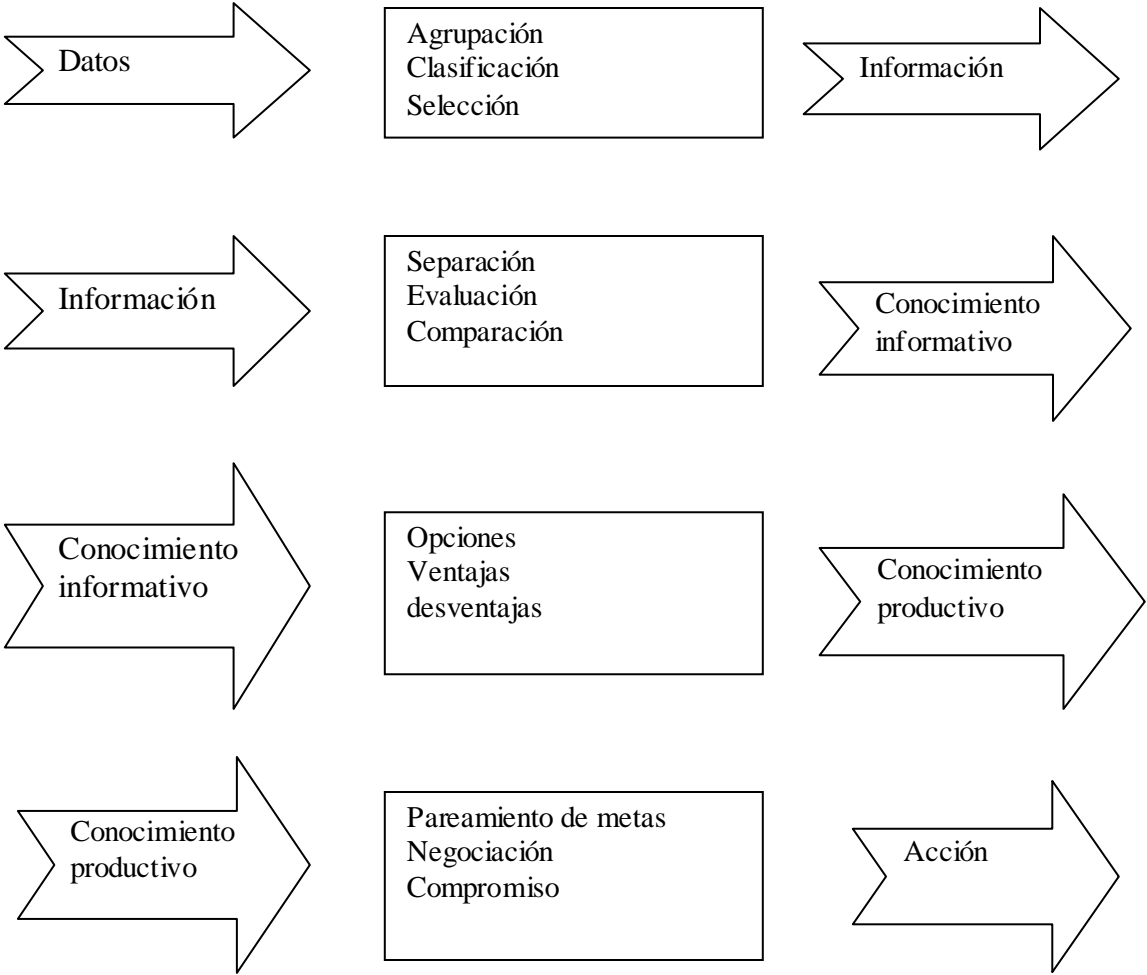 Datos
Agrupación
Clasificación
Selección
Información
Información
Separación
Evaluación
Comparación
Conocimiento
informativo
Conocimiento
informativo
Opciones
Ventajas
desventajas
Conocimiento
productivo
Conocimiento
productivo
Pareamiento de metas
Negociación
Compromiso
Acción